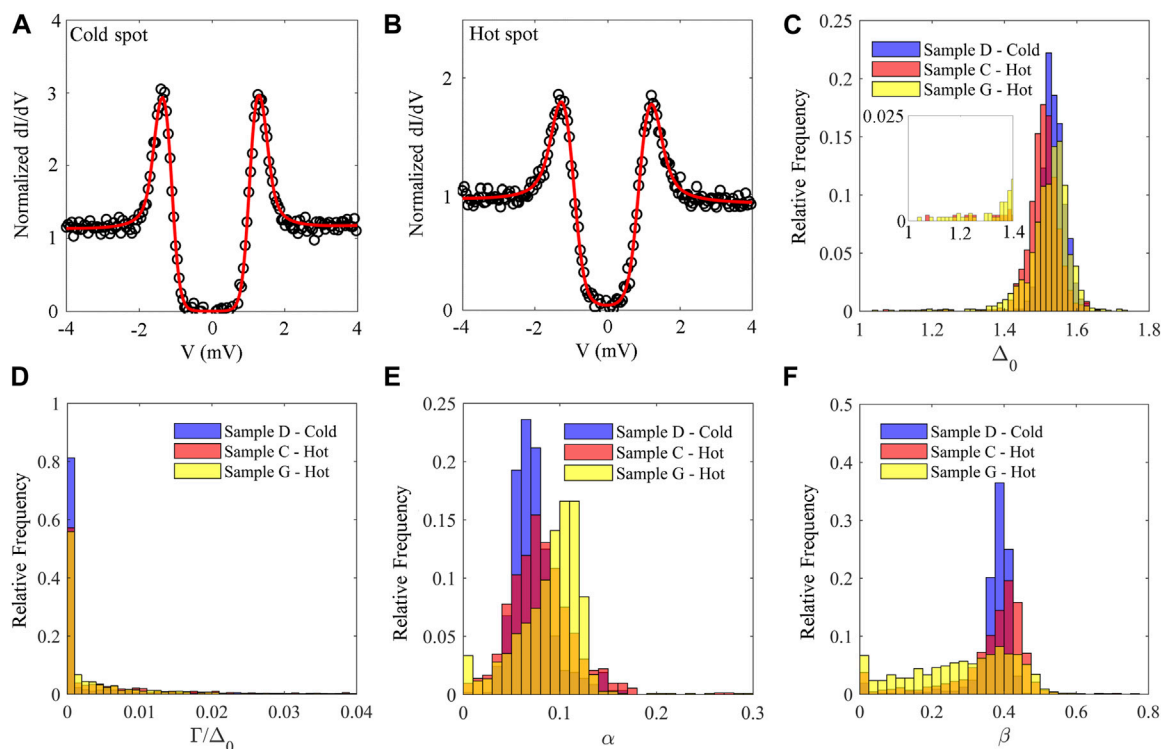 A
Cold spot
4
3
2
1
0
-4
-2
0
2
4
Normalized dI/dV
V (mV)
B
Hot spot
2
1
0
-4
-2
0
2
4
Normalized dI/dV
V (mV)
C
Sample D - Cold
Sample C - Hot
Sample G - Hot
0.25
0.2
0.15
0.1
0.05
0
1
1.2
1.4
1.6
1.8
0.025
0
1
1.2
1.4
Relative Frequency
Δ₀
D
Sample D - Cold
Sample C - Hot
Sample G - Hot
1
0.8
0.6
0.4
0.2
0
0
0.01
0.02
0.03
0.04
Relative Frequency
Γ/Δ₀
E
Sample D - Cold
Sample C - Hot
Sample G - Hot
0.25
0.2
0.15
0.1
0.05
0
0
0.1
0.2
0.3
Relative Frequency
α
F
Sample D - Cold
Sample C - Hot
Sample G - Hot
0.5
0.4
0.3
0.2
0.1
0
0
0.2
0.4
0.6
0.8
Relative Frequency
β